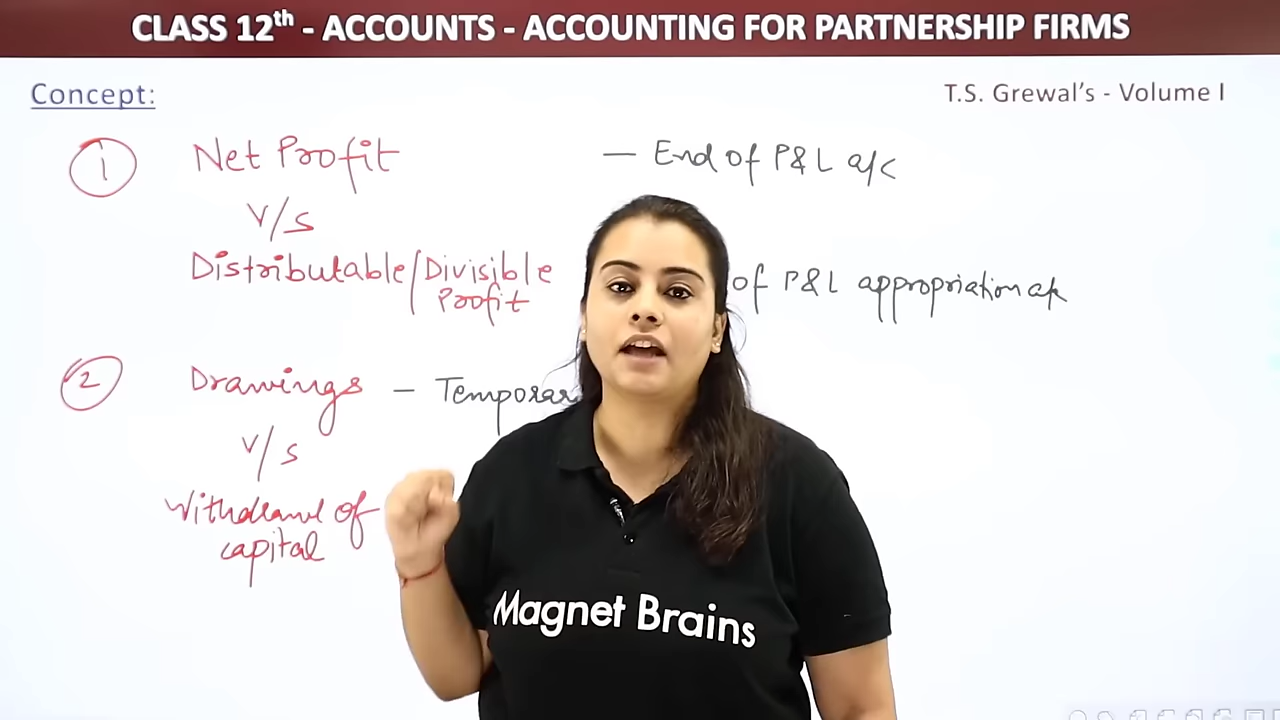 CLASS 12th - ACCOUNTS - ACCOUNTING FOR PARTNERSHIP FIRMS
Concept:
T.S. Grewal's - Volume I
1 Net Profit — End of P&L a/c
V/S
Distributable/Divisible Profit of P&L appropriation a/c
2 Drawings — Temporar
V/S
Withdrawl of
capital
Magnet Brains